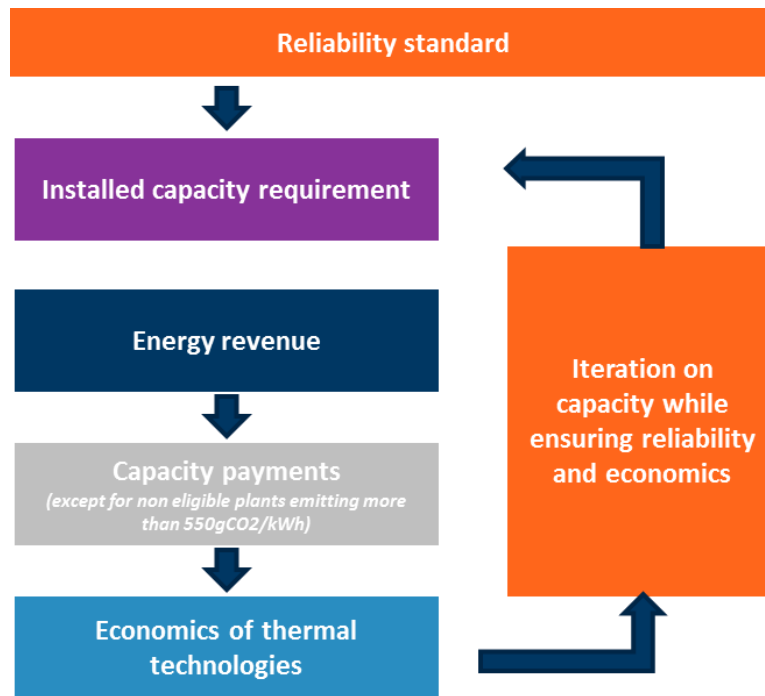 Reliability standard
Installed capacity requirement
Energy revenue
Capacity payments
(except for non eligible plants emitting more
than 550gCO2/kWh)
Economics of thermal
technologies
Iteration on
capacity while
ensuring reliability
and economics